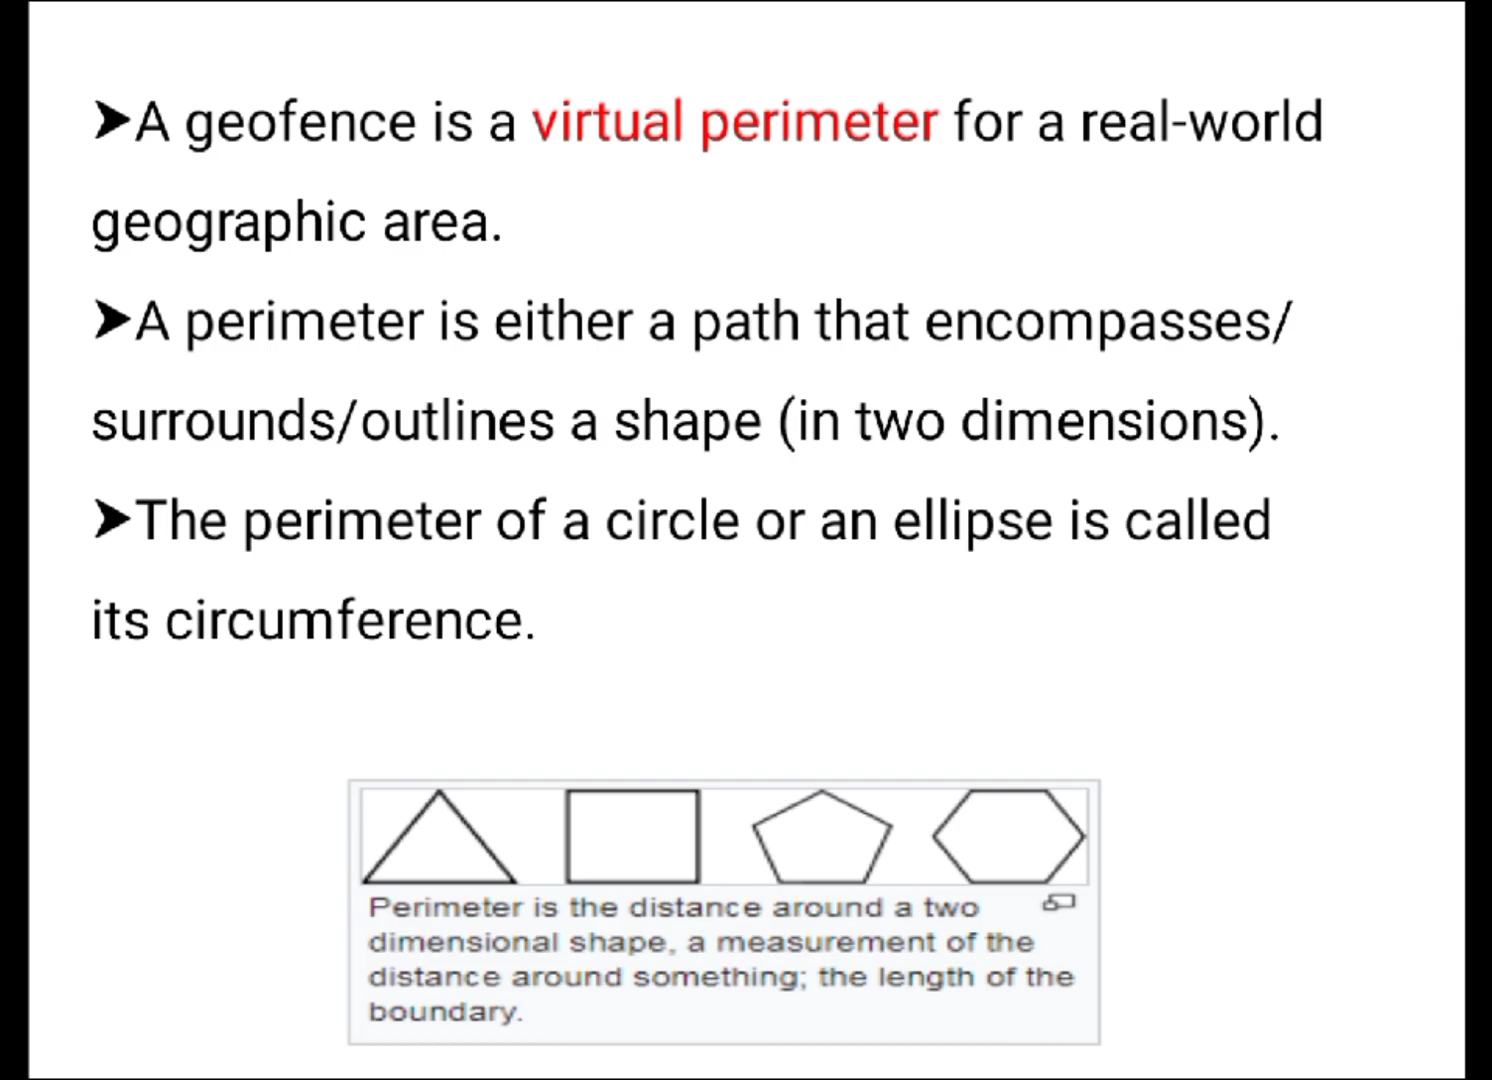 ➤A geofence is a virtual perimeter for a real-world
geographic area.
➤A perimeter is either a path that encompasses/
surrounds/outlines a shape (in two dimensions).
➤The perimeter of a circle or an ellipse is called
its circumference.
Perimeter is the distance around a two
dimensional shape, a measurement of the
distance around something; the length of the
boundary.